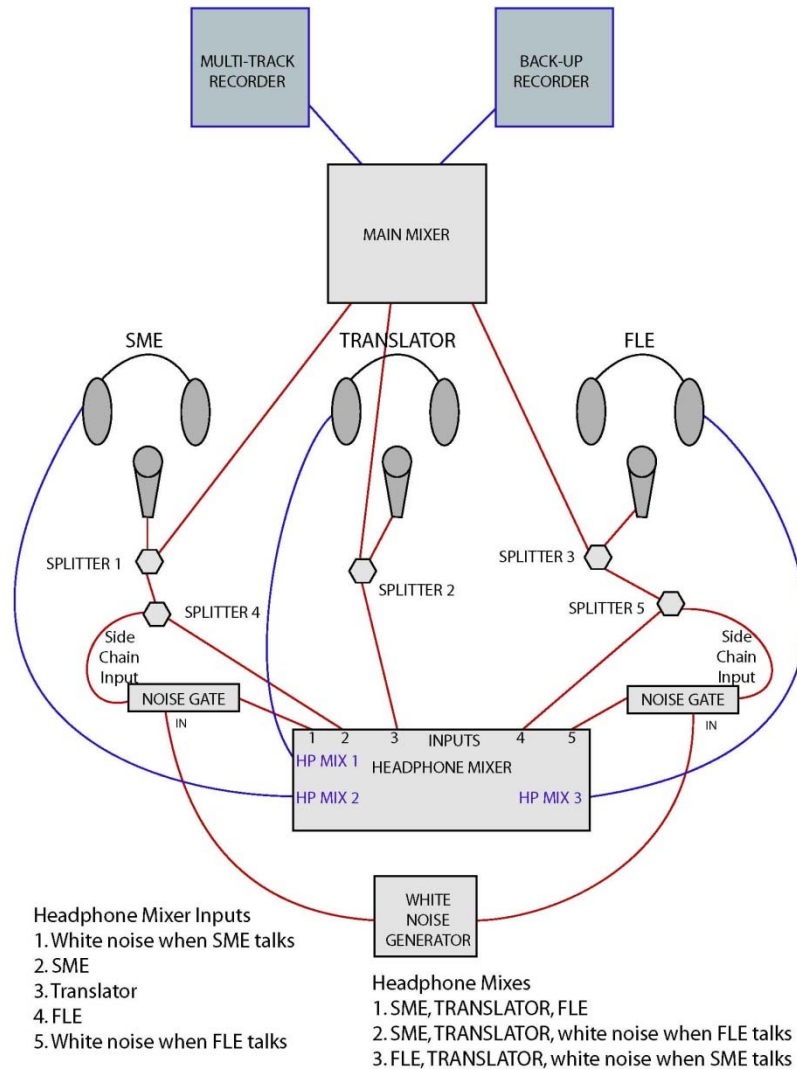 MULTI-TRACK
RECORDER
BACK-UP
RECORDER
MAIN MIXER
SME
TRANSLATOR
FLE
SPLITTER 1
SPLITTER 2
SPLITTER 3
SPLITTER 4
SPLITTER 5
Side
Chain
Input
Side
Chain
Input
NOISE GATE
NOISE GATE
IN
IN
1 2 3 INPUTS 4 5
HP MIX 1
HEADPHONE MIXER
HP MIX 2
HP MIX 3
WHITE
NOISE
GENERATOR
Headphone Mixer Inputs
1. White noise when SME talks
2. SME
3. Translator
4. FLE
5. White noise when FLE talks
Headphone Mixes
1. SME, TRANSLATOR, FLE
2. SME, TRANSLATOR, white noise when FLE talks
3. FLE, TRANSLATOR, white noise when SME talks